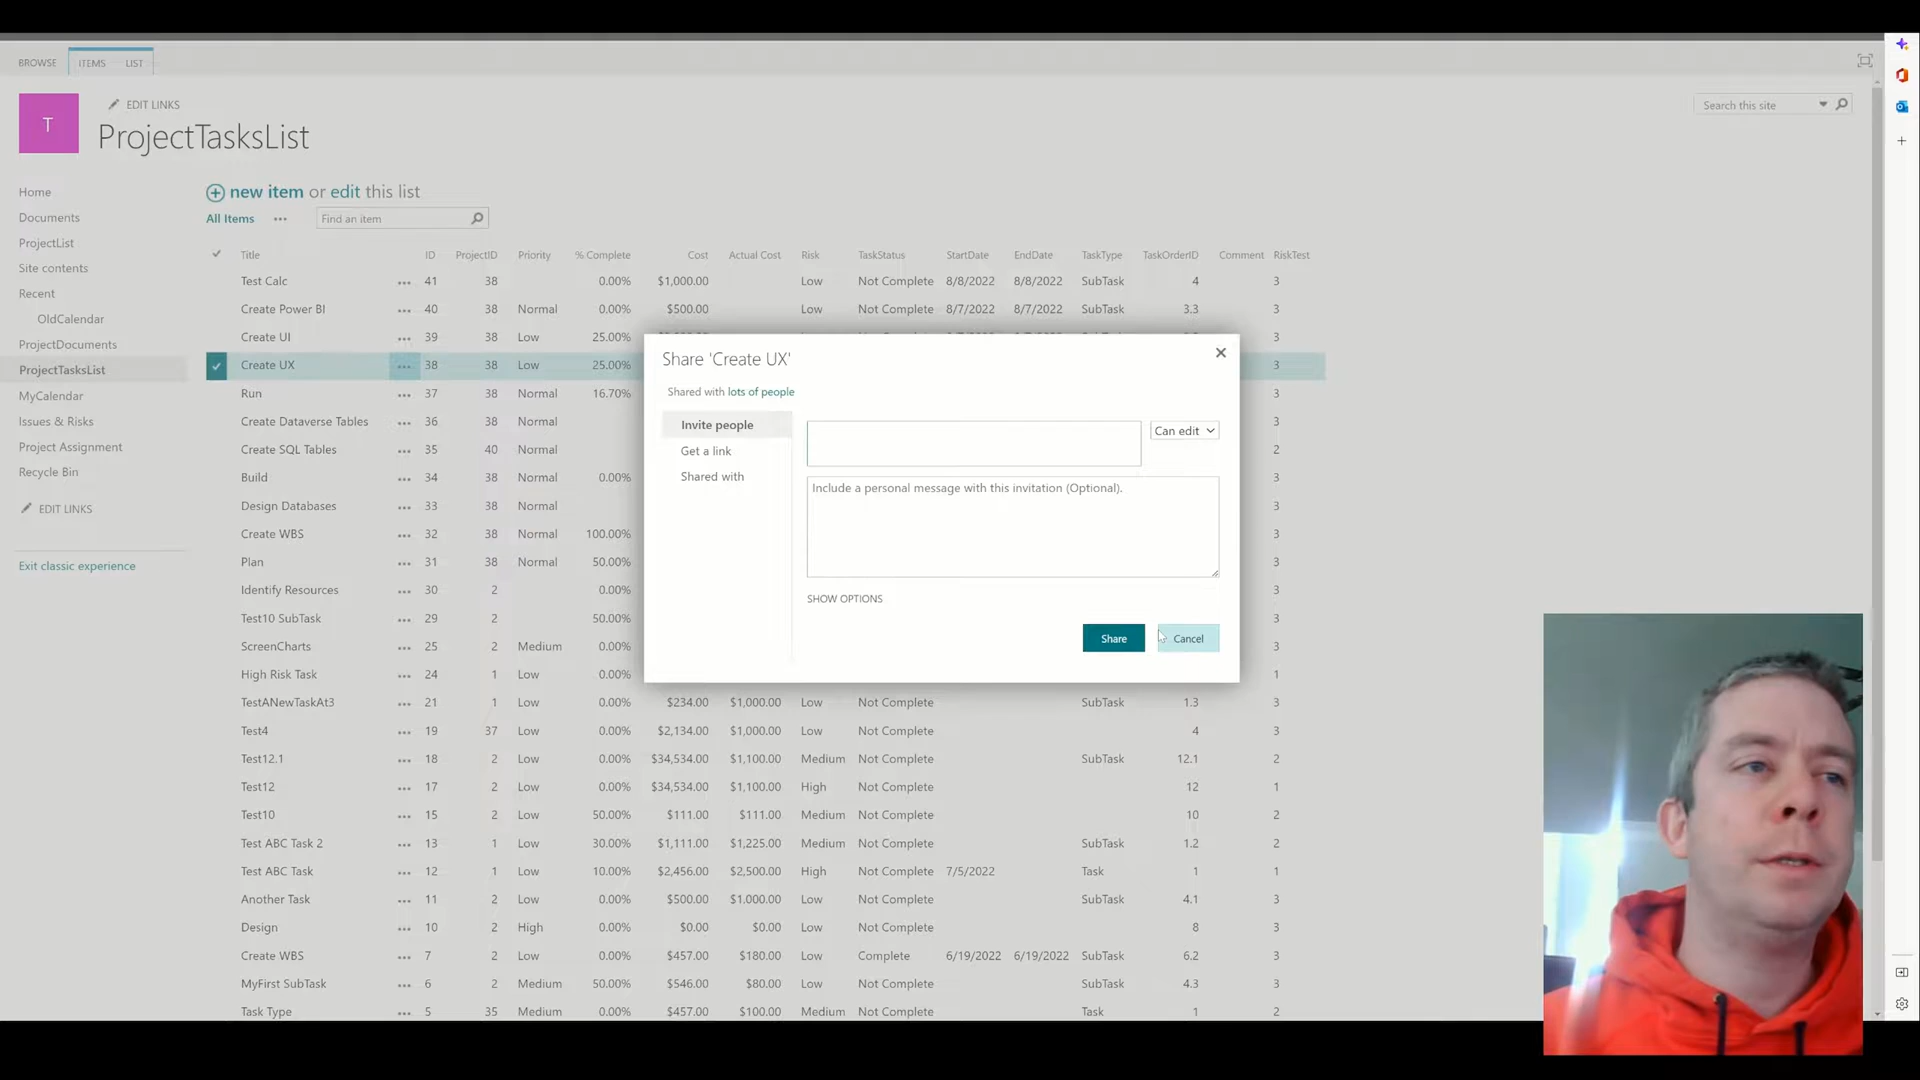 BROWSE ITEMS LIST
EDIT LINKS
T
ProjectTasksList
Search this site
Home
Documents
ProjectList
Site contents
Recent
OldCalendar
ProjectDocuments
ProjectTasksList
MyCalendar
Issues & Risks
Project Assignment
Recycle Bin
EDIT LINKS
Exit classic experience
new item or edit this list
All Items ••• Find an item
Title ID ProjectID Priority % Complete Cost Actual Cost Risk TaskStatus StartDate EndDate TaskType TaskOrderID Comment RiskTest
Test Calc ••• 41 38 0.00% $1,000.00 Low Not Complete 8/8/2022 8/8/2022 SubTask 4 3
Create Power BI ••• 40 38 Normal 0.00% $500.00 Low Not Complete 8/7/2022 8/7/2022 SubTask 3.3 3
Create UI ••• 39 38 Low 25.00% 3
Create UX ••• 38 38 Low 25.00% 3
Run ••• 37 38 Normal 16.70% 3
Create Dataverse Tables ••• 36 38 Normal 3
Create SQL Tables ••• 35 40 Normal 2
Build ••• 34 38 Normal 0.00% 3
Design Databases ••• 33 38 Normal 3
Create WBS ••• 32 38 Normal 100.00% 3
Plan ••• 31 38 Normal 50.00% 3
Identify Resources ••• 30 2 0.00% 3
Test10 SubTask ••• 29 2 50.00% 3
ScreenCharts ••• 25 2 Medium 0.00% 3
High Risk Task ••• 24 1 Low 0.00% 1
TestANewTaskAt3 ••• 21 1 Low 0.00% $234.00 $1,000.00 Low Not Complete SubTask 1.3 3
Test4 ••• 19 37 Low 0.00% $2,134.00 $1,000.00 Low Not Complete 4 3
Test12.1 ••• 18 2 Low 0.00% $34,534.00 $1,100.00 Medium Not Complete SubTask 12.1 2
Test12 ••• 17 2 Low 0.00% $34,534.00 $1,100.00 High Not Complete 12 1
Test10 ••• 15 2 Low 50.00% $111.00 $111.00 Medium Not Complete 10 2
Test ABC Task 2 ••• 13 1 Low 30.00% $1,111.00 $1,225.00 Medium Not Complete SubTask 1.2 2
Test ABC Task ••• 12 1 Low 10.00% $2,456.00 $2,500.00 High Not Complete 7/5/2022 Task 1 1
Another Task ••• 11 2 Low 0.00% $500.00 $1,000.00 Low Not Complete SubTask 4.1 3
Design ••• 10 2 High 0.00% $0.00 $0.00 Low Not Complete 8 3
Create WBS ••• 7 2 Low 0.00% $457.00 $180.00 Low Complete 6/19/2022 6/19/2022 SubTask 6.2 3
MyFirst SubTask ••• 6 2 Medium 50.00% $546.00 $80.00 Low Not Complete SubTask 4.3 3
Task Type ••• 5 35 Medium 0.00% $457.00 $100.00 Medium Not Complete Task 1 2
Share 'Create UX'
Shared with lots of people
Invite people
Get a link
Shared with
Can edit
Include a personal message with this invitation (Optional).
SHOW OPTIONS
Share Cancel